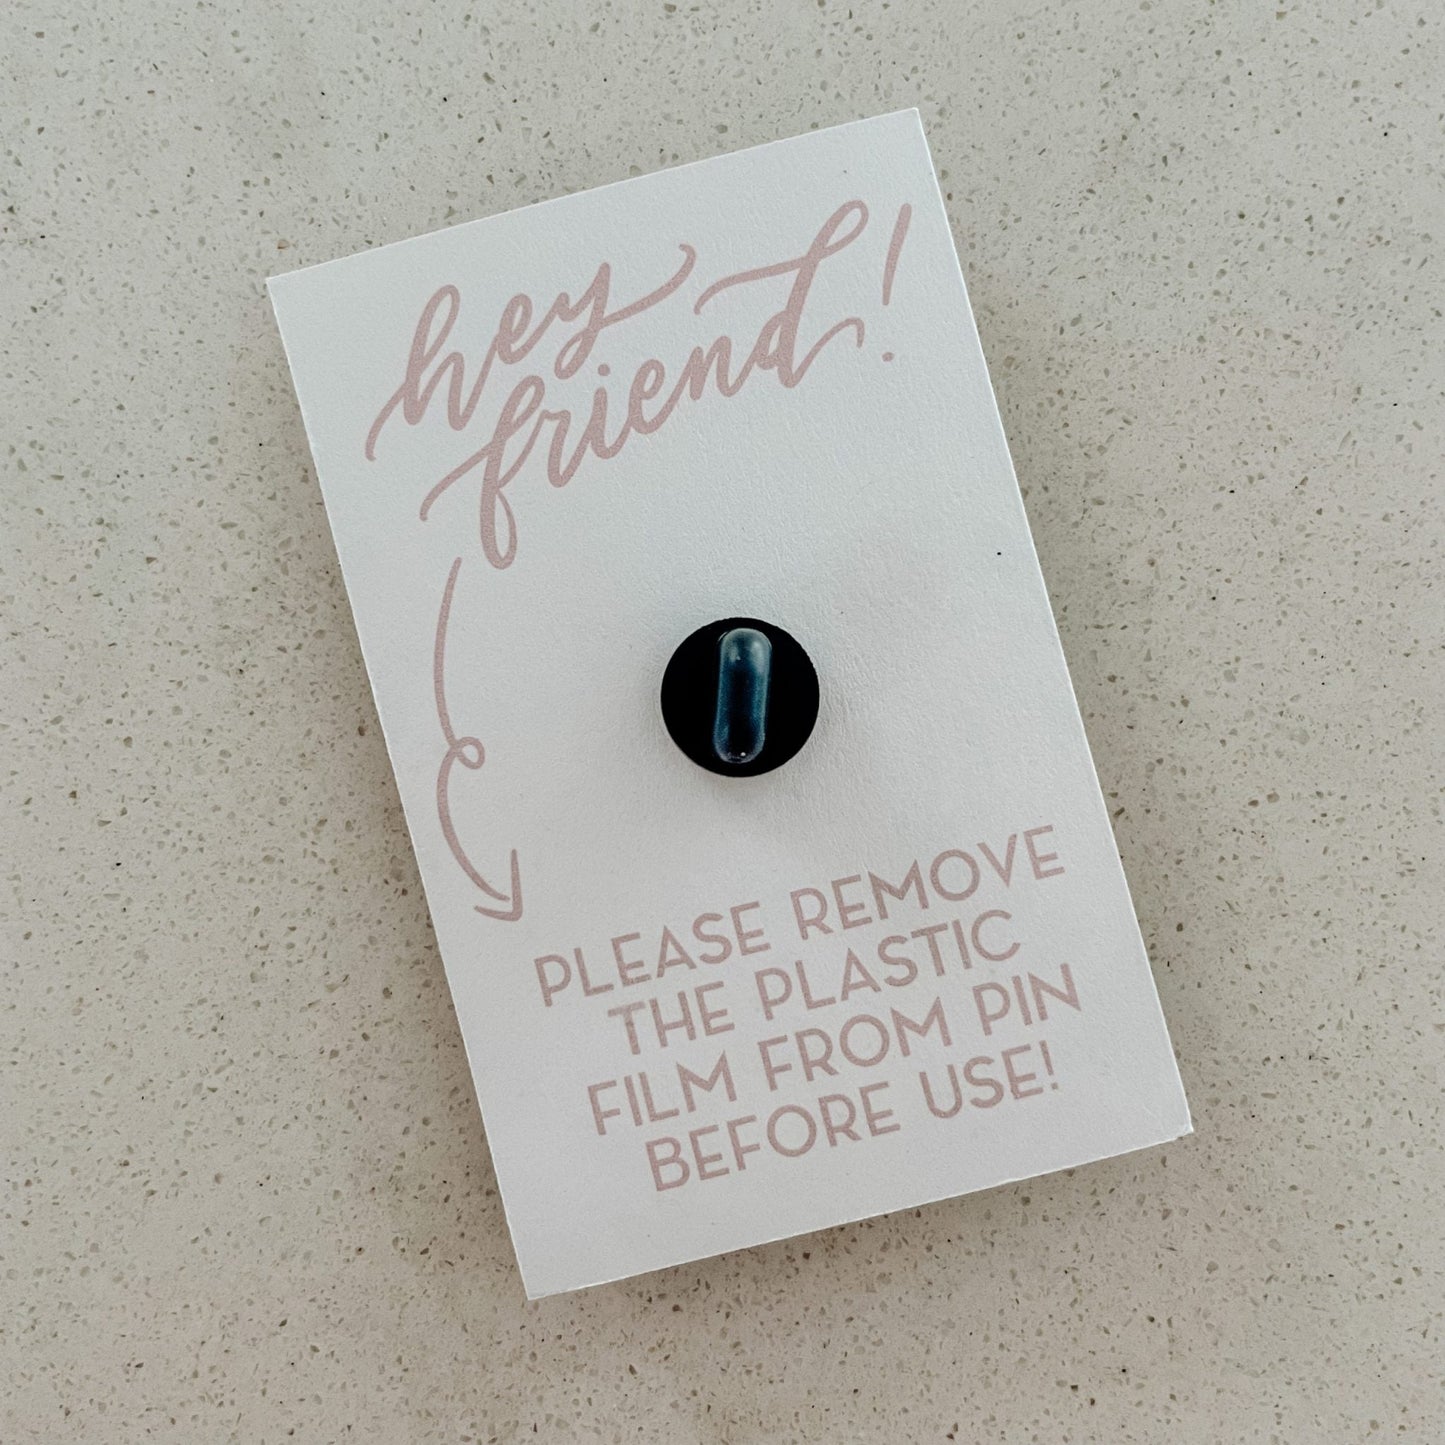 hey
friend!
PLEASE REMOVE
THE PLASTIC
FILM FROM PIN
BEFORE USE!